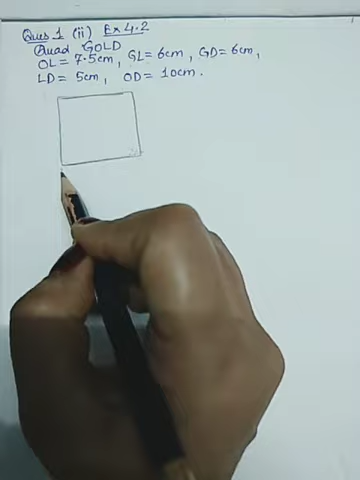 Ques 1 (ii) Ex 4.2
Quad GOLD
OL = 7.5cm, GL = 6cm, GD = 6cm,
LD = 5cm, OD = 10cm.